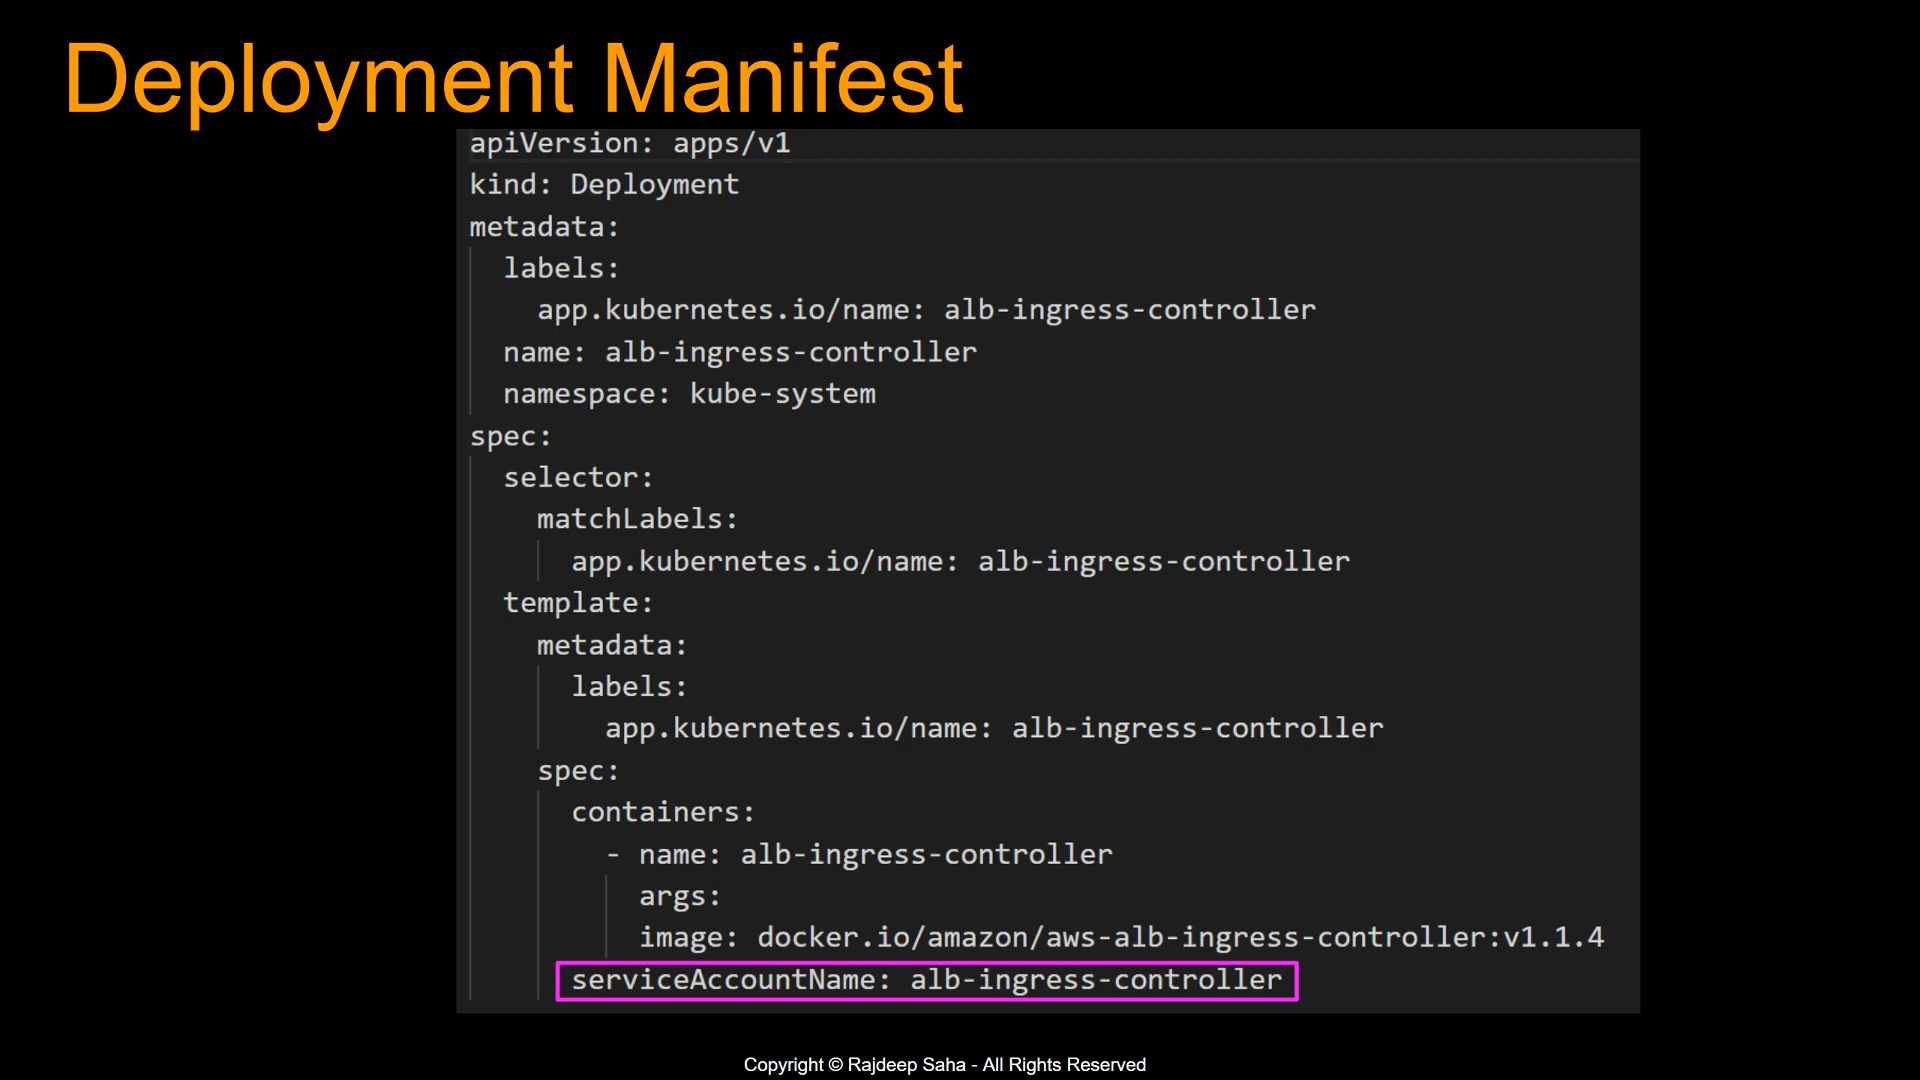 Deployment Manifest
apiVersion: apps/v1
kind: Deployment
metadata:
  labels:
    app.kubernetes.io/name: alb-ingress-controller
  name: alb-ingress-controller
  namespace: kube-system
spec:
  selector:
    matchLabels:
      app.kubernetes.io/name: alb-ingress-controller
  template:
    metadata:
      labels:
        app.kubernetes.io/name: alb-ingress-controller
    spec:
      containers:
        - name: alb-ingress-controller
          args:
          image: docker.io/amazon/aws-alb-ingress-controller:v1.1.4
      serviceAccountName: alb-ingress-controller
Copyright © Rajdeep Saha - All Rights Reserved